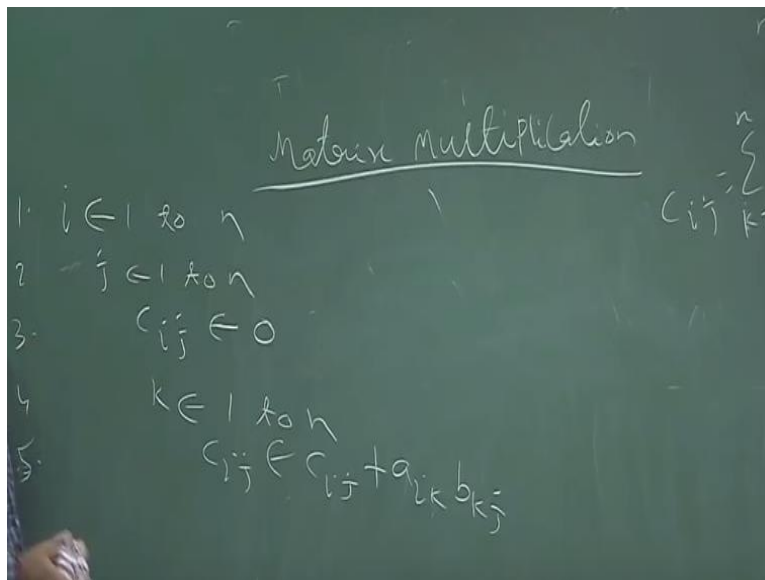 Matrix Multiplication
n
Cij = Σ
k=
1. i ← 1 to n
2 j ← 1 to n
3. Cij ← 0
4 k ← 1 to n
5. Cij ← Cij + aik bkj